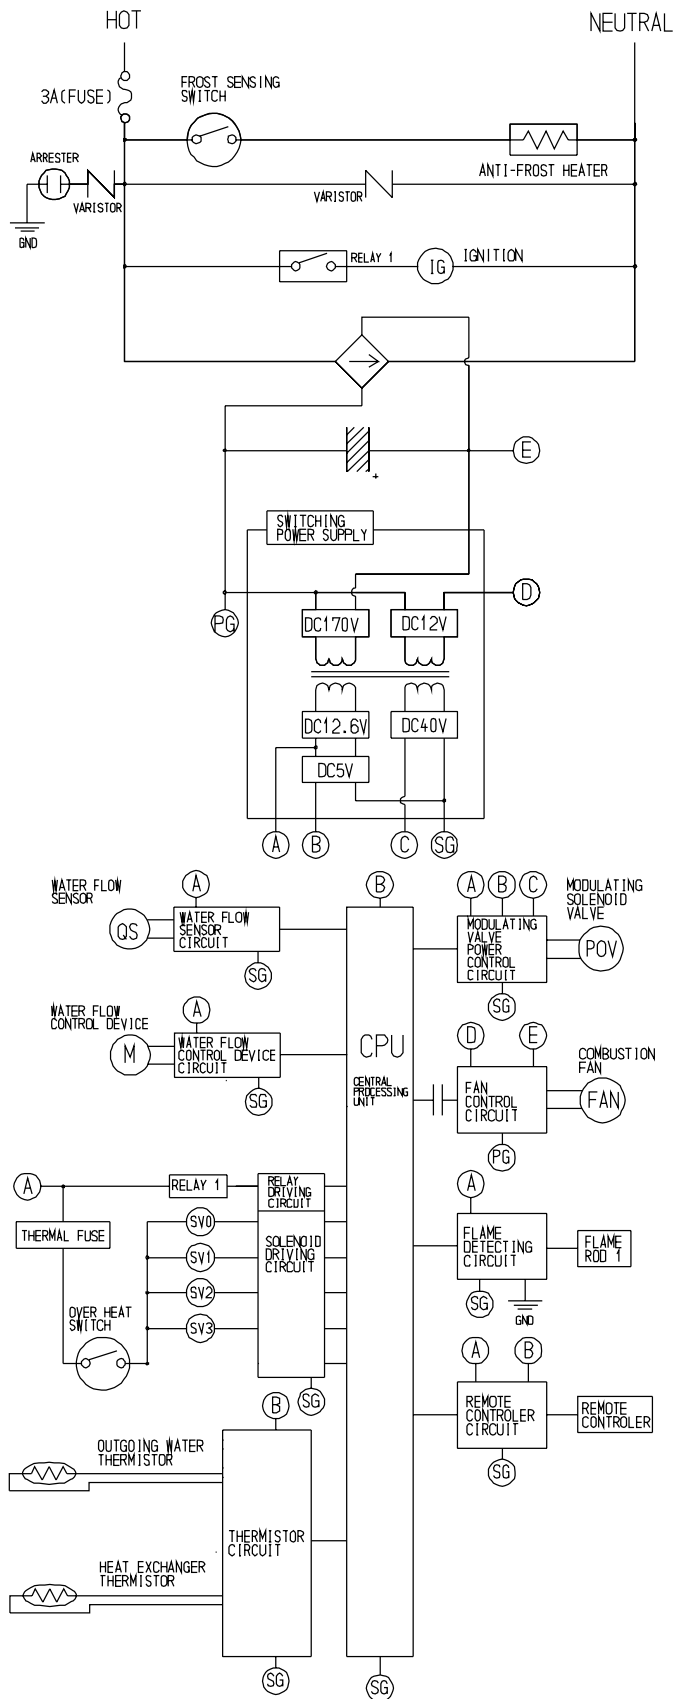 HOT
NEUTRAL
3A(FUSE)
FROST SENSING
SWITCH
ANTI-FROST HEATER
ARRESTER
VARISTOR
VARISTOR
GND
RELAY 1
IG
IGNITION
E
+
SWITCHING
POWER SUPPLY
D
PG
DC170V
DC12V
DC12.6V
DC40V
DC5V
A
B
C
SG
WATER FLOW
SENSOR
A
QS
WATER FLOW
SENSOR
CIRCUIT
SG
B
A
B
C
MODULATING
SOLENOID
VALVE
MODULATING
VALVE
POWER
CONTROL
CIRCUIT
POV
SG
WATER FLOW
CONTROL DEVICE
A
M
WATER FLOW
CONTROL DEVICE
CIRCUIT
SG
CPU
CENTRAL
PROCESSING
UNIT
D
E
COMBUSTION
FAN
FAN
CONTROL
CIRCUIT
FAN
PG
A
RELAY 1
RELAY
DRIVING
CIRCUIT
THERMAL FUSE
SV0
SV1
SV2
SV3
SOLENOID
DRIVING
CIRCUIT
OVER HEAT
SWITCH
SG
A
FLAME
DETECTING
CIRCUIT
FLAME
ROD 1
SG
GND
A
B
REMOTE
CONTROLER
CIRCUIT
REMOTE
CONTROLER
SG
B
OUTGOING WATER
THERMISTOR
THERMISTOR
CIRCUIT
HEAT EXCHANGER
THERMISTOR
SG
SG